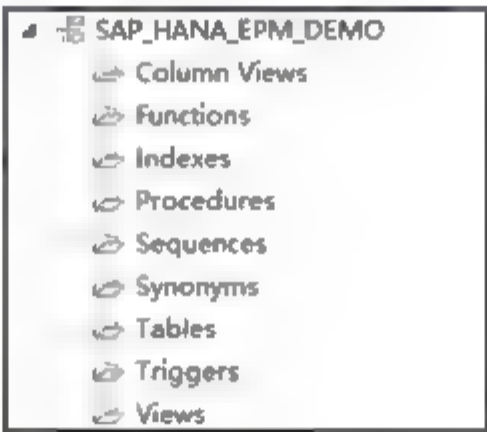 SAP_HANA_EPM_DEMO
Column Views
Functions
Indexes
Procedures
Sequences
Synonyms
Tables
Triggers
Views